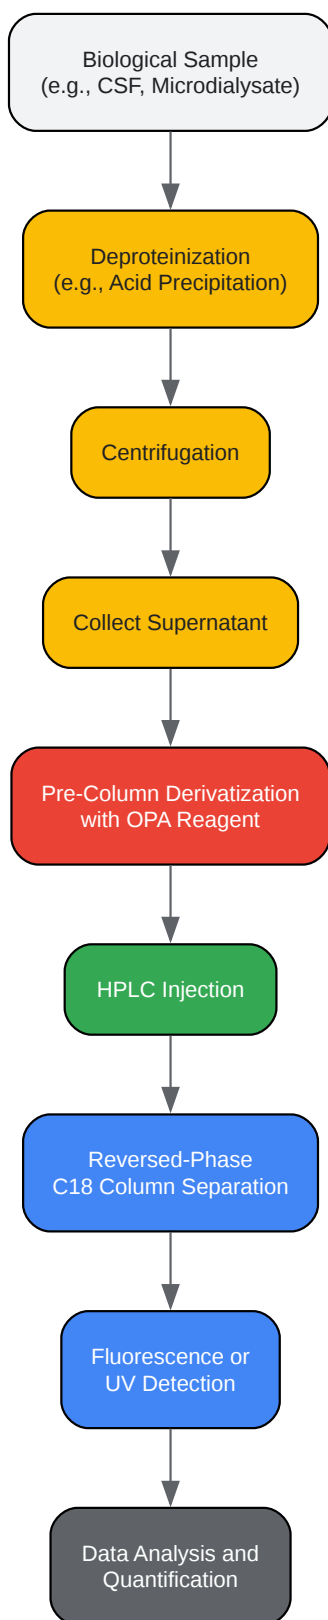 Biological Sample
(e.g., CSF, Microdialysate)
Deproteinization
(e.g., Acid Precipitation)
Centrifugation
Collect Supernatant
Pre-Column Derivatization
with OPA Reagent
HPLC Injection
Reversed-Phase
C18 Column Separation
Fluorescence or
UV Detection
Data Analysis and
Quantification